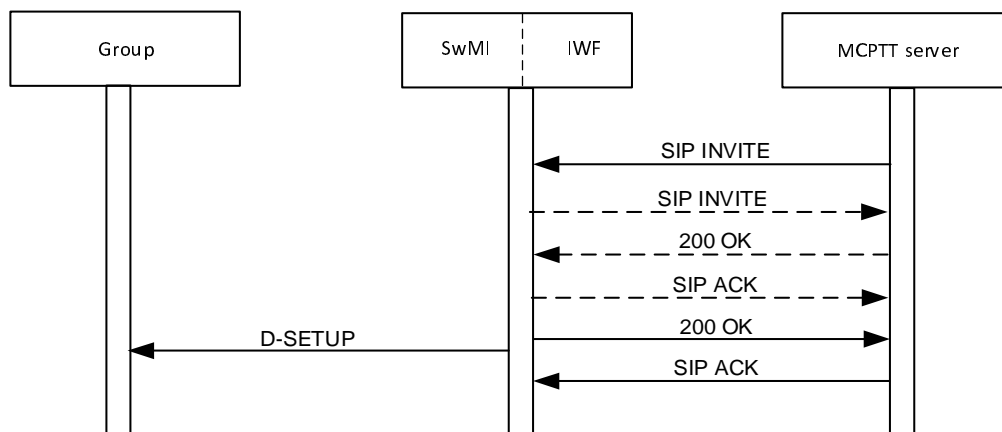 Group
SwMI
IWF
MCPTT server
SIP INVITE
SIP INVITE
200 OK
SIP ACK
200 OK
D-SETUP
SIP ACK